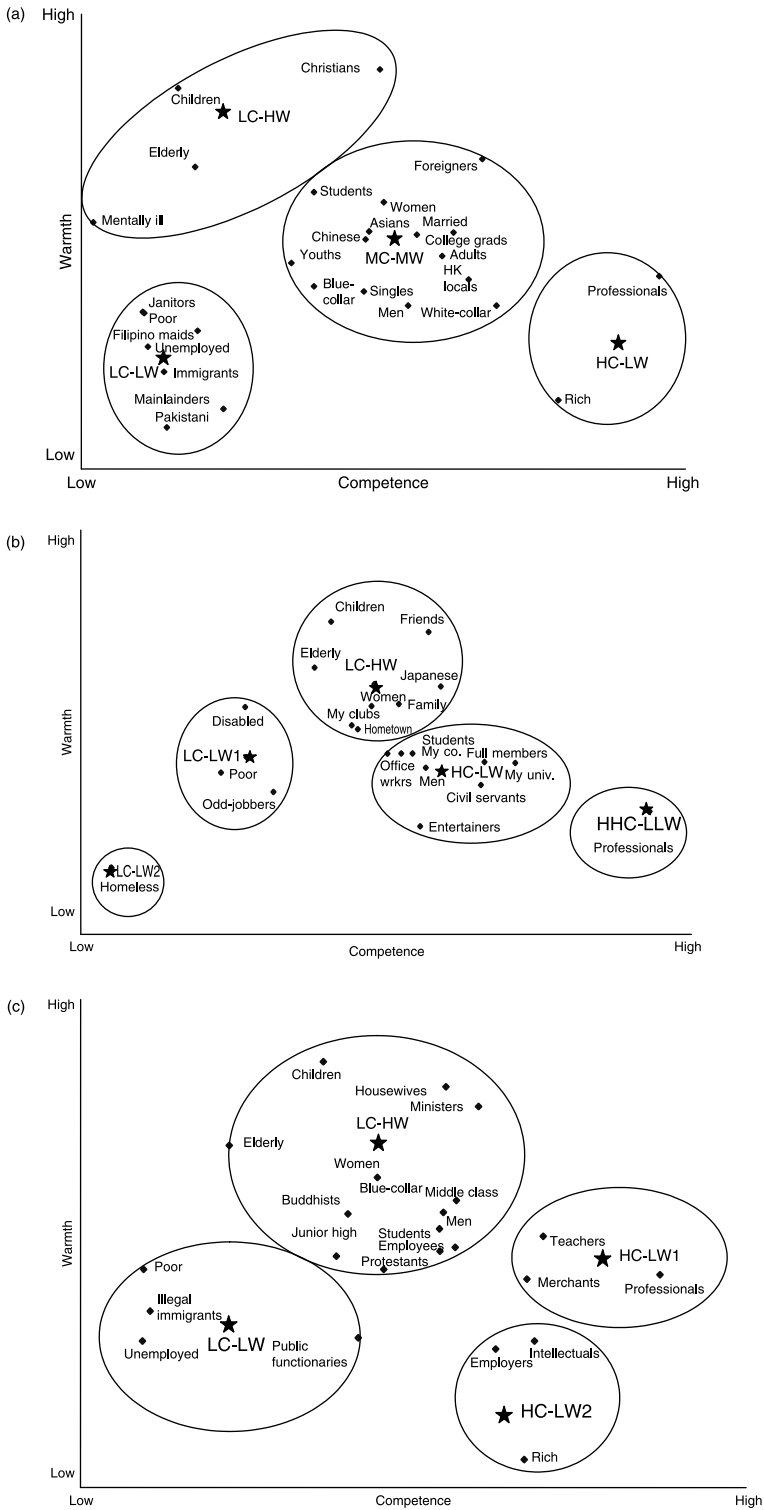 (a)
High
Christians
Children
LC-HW
Elderly
Foreigners
Students
Women
Mentally ill
Asians
Married
Chinese
College grads
MC-MW
Adults
Youths
HK
locals
Blue-
collar
Singles
Men
White-collar
Professionals
HC-LW
Rich
Janitors
Poor
Filipino maids
Unemployed
LC-LW
Immigrants
Mainlainders
Pakistani
Warmth
Low
Low
Competence
High
(b)
High
Children
Friends
Elderly
LC-HW
Japanese
Women
Family
My clubs
Hometown
Disabled
LC-LW1
Poor
Odd-jobbers
Students
My co.
Full members
Office
wrkrs
Men
HC-LW
My univ.
Civil servants
Entertainers
HHC-LLW
Professionals
LC-LW2
Homeless
Warmth
Low
Low
Competence
High
(c)
High
Children
Housewives
Ministers
LC-HW
Elderly
Women
Blue-collar
Middle class
Buddhists
Men
Junior high
Students
Employees
Protestants
Teachers
HC-LW1
Merchants
Professionals
Poor
Illegal
immigrants
LC-LW
Public
functionaries
Unemployed
Employers
Intellectuals
HC-LW2
Rich
Warmth
Low
Low
Competence
High